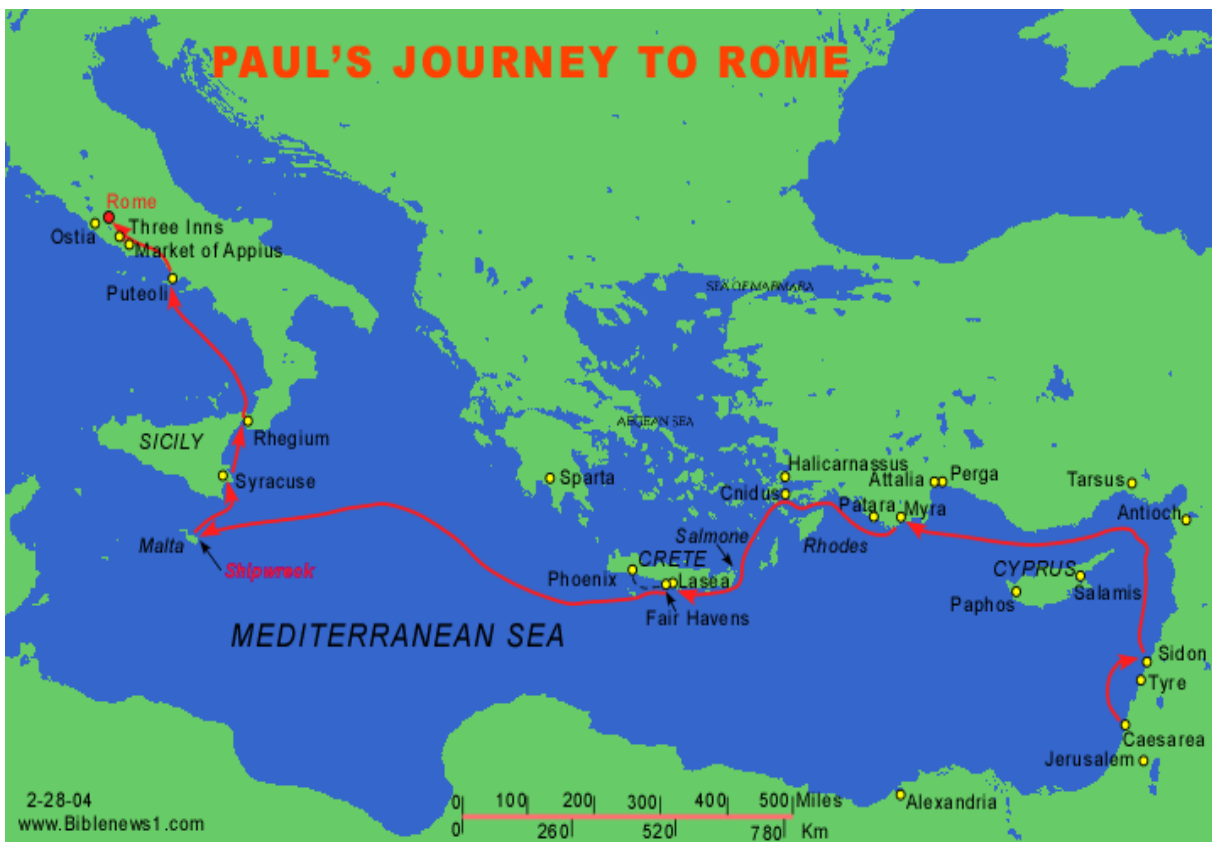 PAUL'S JOURNEY TO ROME
Rome
Ostia
Three Inns
Market of Appius
Puteoli
SEA OF MARMARA
AEGEAN SEA
SICILY
Rhegium
Syracuse
Sparta
Halicarnassus
Cnidus
Attalia
Perga
Tarsus
Patara
Myra
Antioch
Malta
Shipwreek
Salmone
Rhodes
CRETE
Phoenix
Lasea
Fair Havens
CYPRUS
Salamis
Paphos
MEDITERRANEAN SEA
Sidon
Tyre
Caesarea
Jerusalem
Alexandria
2-28-04
www.Biblenews1.com
0 100 200 300 400 500 Miles
0 260 520 780 Km